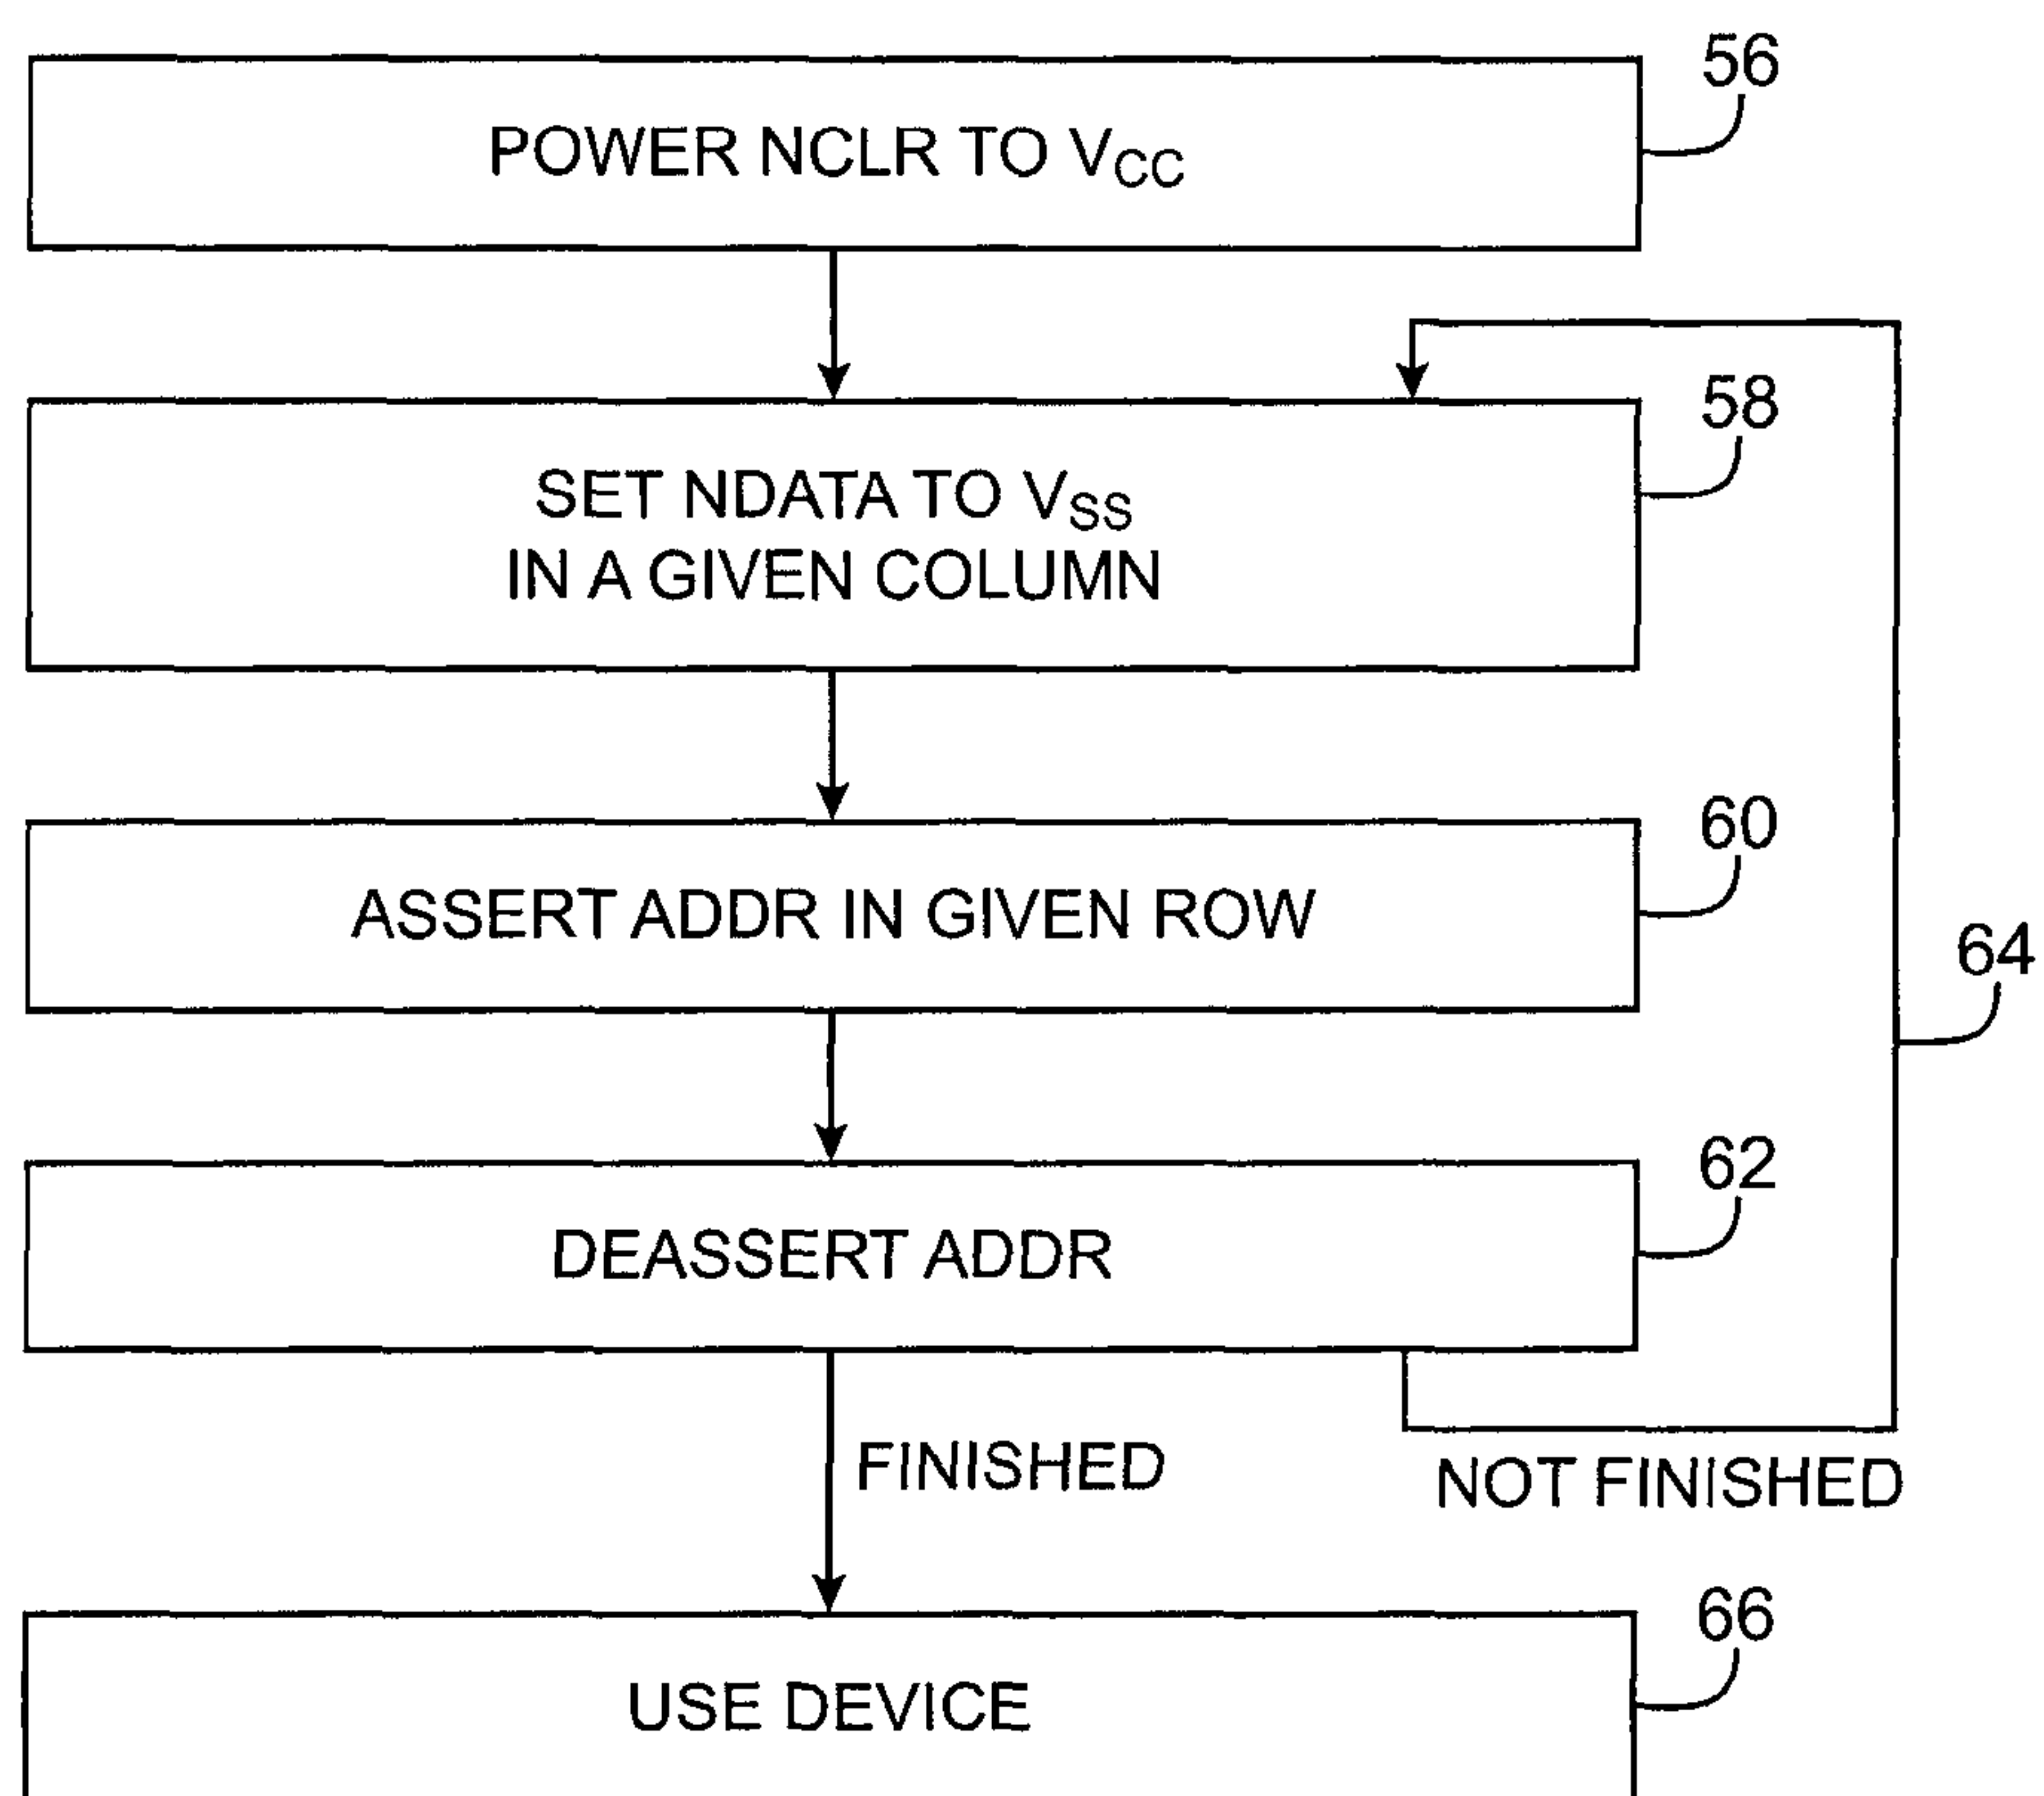 56
POWER NCLR TO VCC
58
SET NDATA TO VSS
IN A GIVEN COLUMN
60
ASSERT ADDR IN GIVEN ROW
64
62
DEASSERT ADDR
FINISHED
NOT FINISHED
66
USE DEVICE